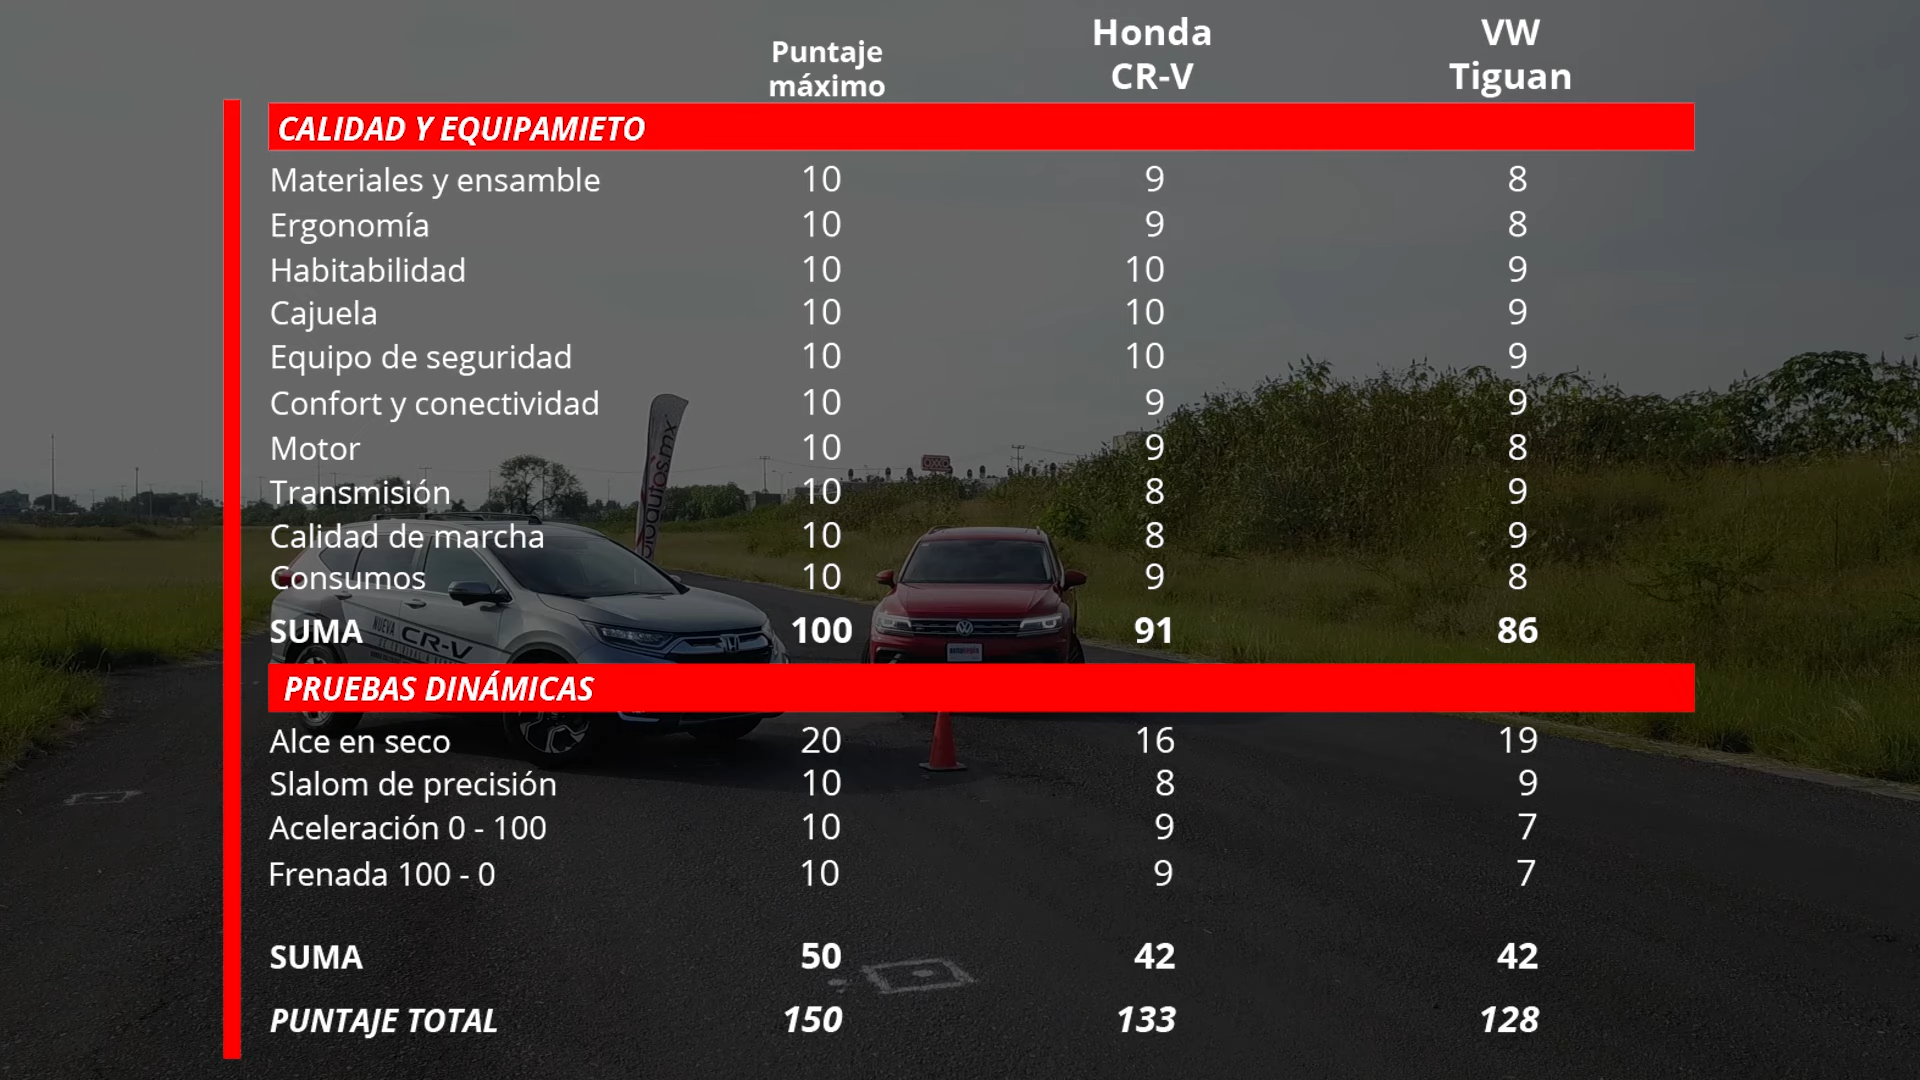 Puntaje máximo Honda CR-V VW Tiguan
CALIDAD Y EQUIPAMIETO
Materiales y ensamble 10 9 8
Ergonomía 10 9 8
Habitabilidad 10 10 9
Cajuela 10 10 9
Equipo de seguridad 10 10 9
Confort y conectividad 10 9 9
Motor 10 9 8
Transmisión 10 8 9
Calidad de marcha 10 8 9
Consumos 10 9 8
SUMA 100 91 86
PRUEBAS DINÁMICAS
Alce en seco 20 16 19
Slalom de precisión 10 8 9
Aceleración 0 - 100 10 9 7
Frenada 100 - 0 10 9 7
SUMA 50 42 42
PUNTAJE TOTAL 150 133 128
OXXO
NUEVA CR-V